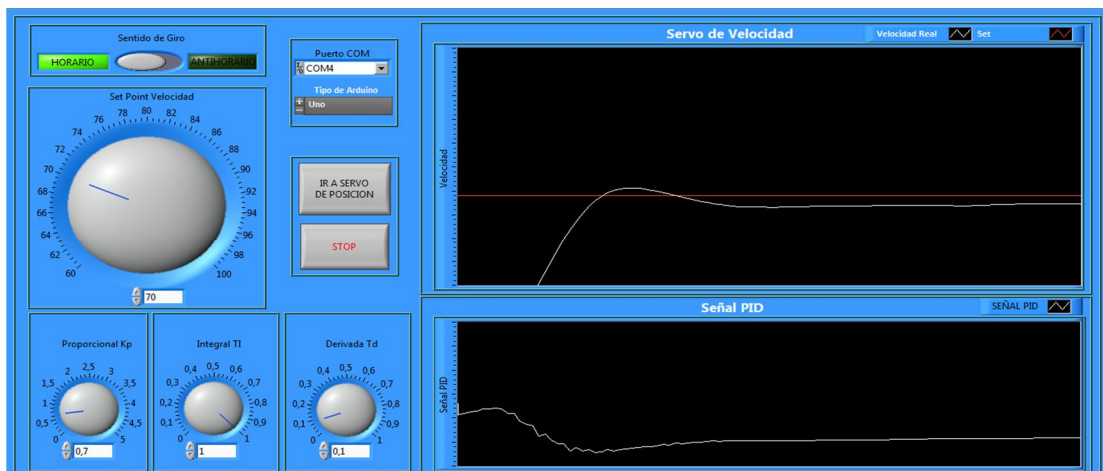 Sentido de Giro
HORARIO
ANTIHORARIO
Set Point Velocidad
60
62
64
66
68
70
72
74
76
78
80
82
84
86
88
90
92
94
96
98
100
70
Puerto COM
COM4
Tipo de Arduino
Uno
IR A SERVO
DE POSICION
STOP
Proporcional Kp
0
0,5
1
1,5
2
2,5
3
3,5
4
4,5
5
0,7
Integral TI
0
0,1
0,2
0,3
0,4
0,5
0,6
0,7
0,8
0,9
1
1
Derivada Td
0
0,1
0,2
0,3
0,4
0,5
0,6
0,7
0,8
0,9
1
0,1
Servo de Velocidad
Velocidad Real
Set
Velocidad
Señal PID
SEÑAL PID
Señal PID